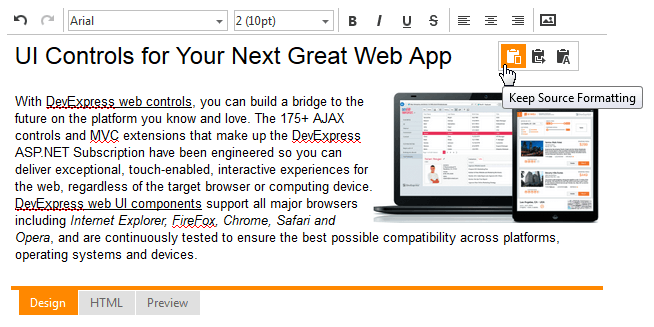 Arial 2 (10pt) B I U S
UI Controls for Your Next Great Web App
Keep Source Formatting
With DevExpress web controls, you can build a bridge to the
future on the platform you know and love. The 175+ AJAX
controls and MVC extensions that make up the DevExpress
ASP.NET Subscription have been engineered so you can
deliver exceptional, touch-enabled, interactive experiences for
the web, regardless of the target browser or computing device.
DevExpress web UI components support all major browsers
including Internet Explorer, FireFox, Chrome, Safari and
Opera, and are continuously tested to ensure the best possible compatibility across platforms,
operating systems and devices.
Design HTML Preview